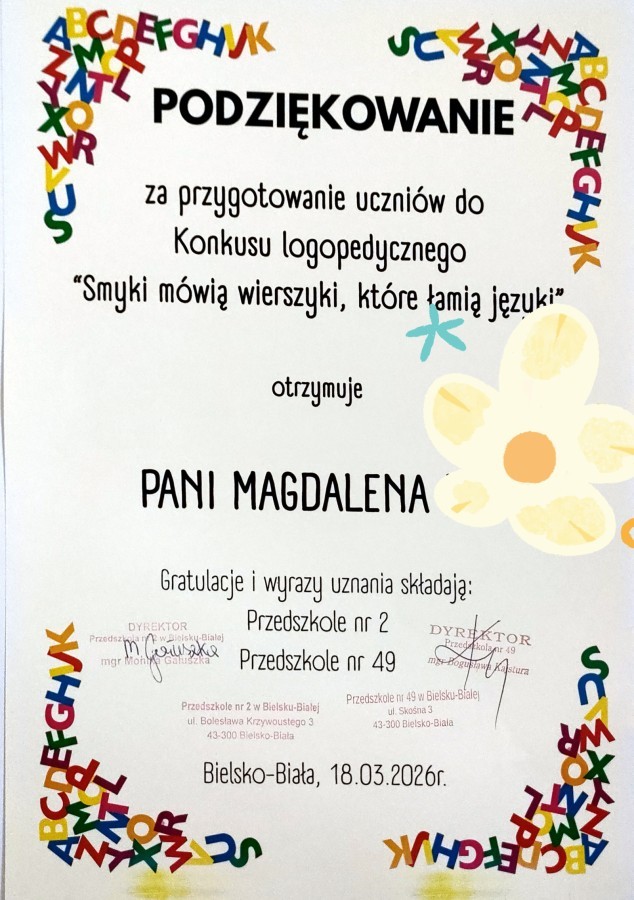 PODZIĘKOWANIE
za przygotowanie uczniów do
Konkusu logopedycznego
“Smyki mówią wierszyki, które łamią języki”
otrzymuje
PANI MAGDALENA
Gratulacje i wyrazy uznania składają:
Przedszkole nr 2
Przedszkole nr 49
DYREKTOR
Przedszkola nr 2 w Bielsku-Białej
mgr Monika Gałuszka
DYREKTOR
Przedszkola nr 49
mgr Bogusława Kajstura
Przedszkole nr 2 w Bielsku-Białej
ul. Bolesława Krzywoustego 3
43-300 Bielsko-Biała
Przedszkole nr 49 w Bielsku-Białej
ul. Skośna 3
43-300 Bielsko-Biała
Bielsko-Biała, 18.03.2026r.